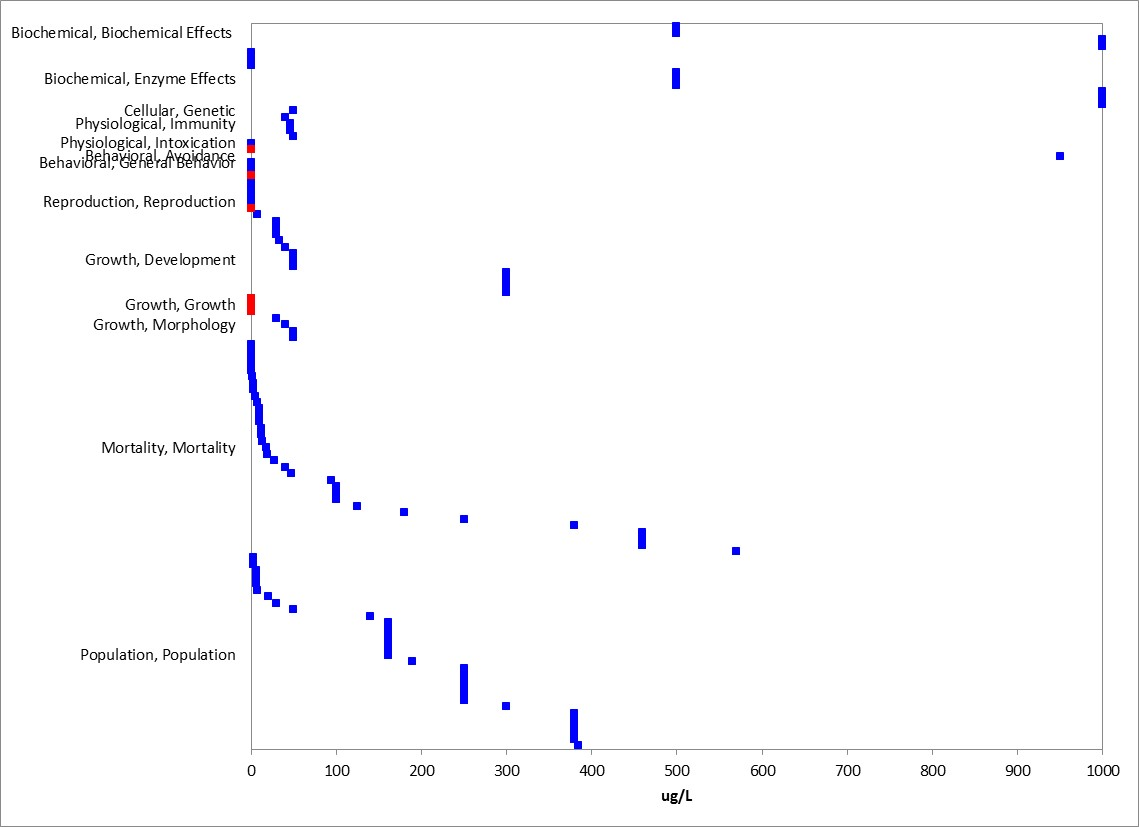 Biochemical, Biochemical Effects
Biochemical, Enzyme Effects
Cellular, Genetic
Physiological, Immunity
Physiological, Intoxication
Behavioral, Avoidance
Behavioral, General Behavior
Reproduction, Reproduction
Growth, Development
Growth, Growth
Growth, Morphology
Mortality, Mortality
Population, Population
0 100 200 300 400 500 600 700 800 900 1000
ug/L